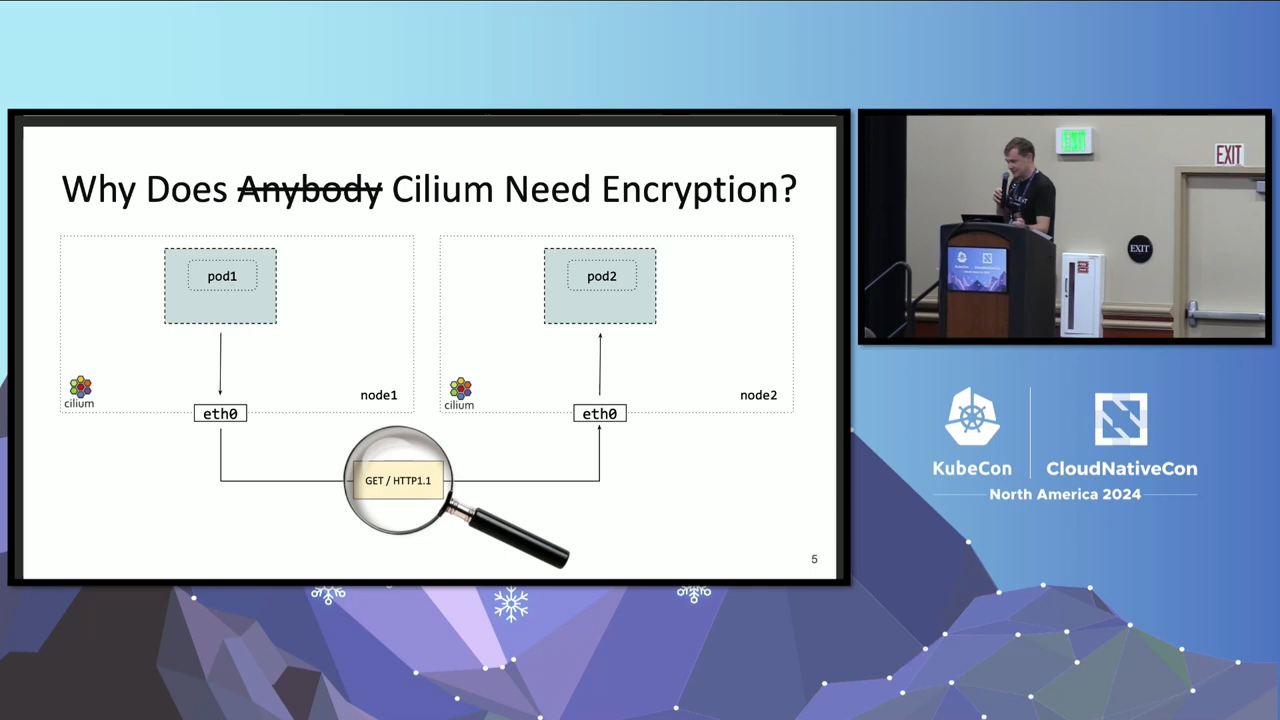 Why Does Anybody Cilium Need Encryption?
pod1
pod2
cilium
node1
cilium
node2
eth0
eth0
GET / HTTP1.1
5
EXIT
EXIT
KubeCon
CloudNativeCon
North America 2024